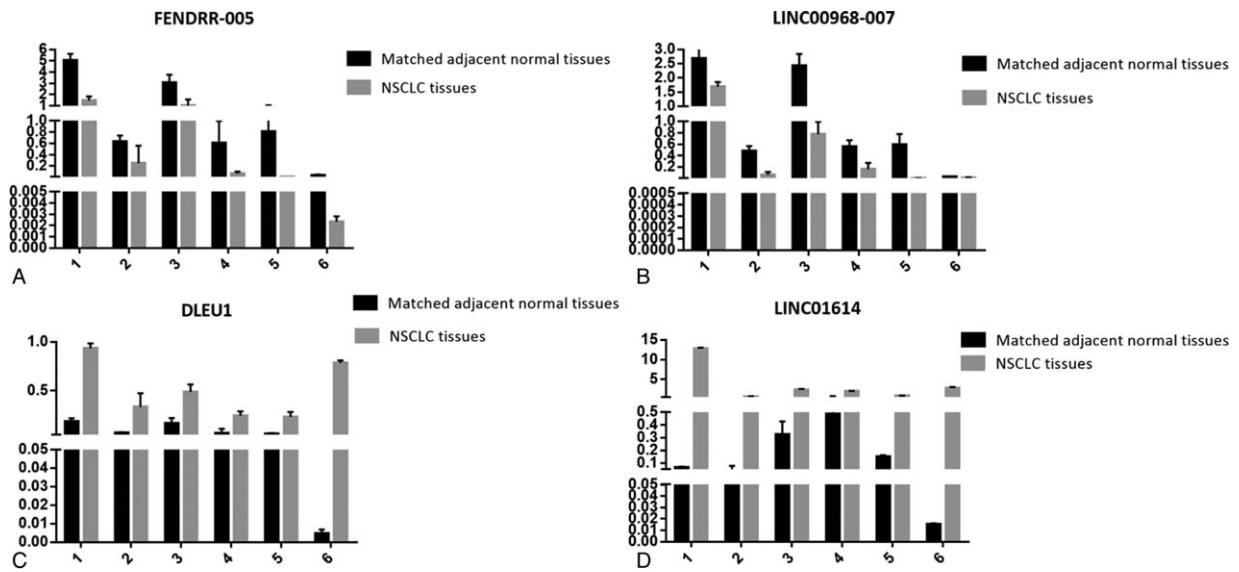 FENDRR-005
6
5
4
3
2
1
1.0
0.8
0.6
0.4
0.2
0.005
0.004
0.003
0.002
0.001
0.000
1 2 3 4 5 6
Matched adjacent normal tissues
NSCLC tissues
A
LINC00968-007
3.0
2.5
2.0
1.5
1.0
1.0
0.8
0.6
0.4
0.2
0.0005
0.0004
0.0003
0.0002
0.0001
0.0000
1 2 3 4 5 6
Matched adjacent normal tissues
NSCLC tissues
B
DLEU1
1.0
0.5
0.05
0.04
0.03
0.02
0.01
0.00
1 2 3 4 5 6
Matched adjacent normal tissues
NSCLC tissues
C
LINC01614
15
10
5
0.5
0.4
0.3
0.2
0.1
0.05
0.04
0.03
0.02
0.01
0.00
1 2 3 4 5 6
Matched adjacent normal tissues
NSCLC tissues
D